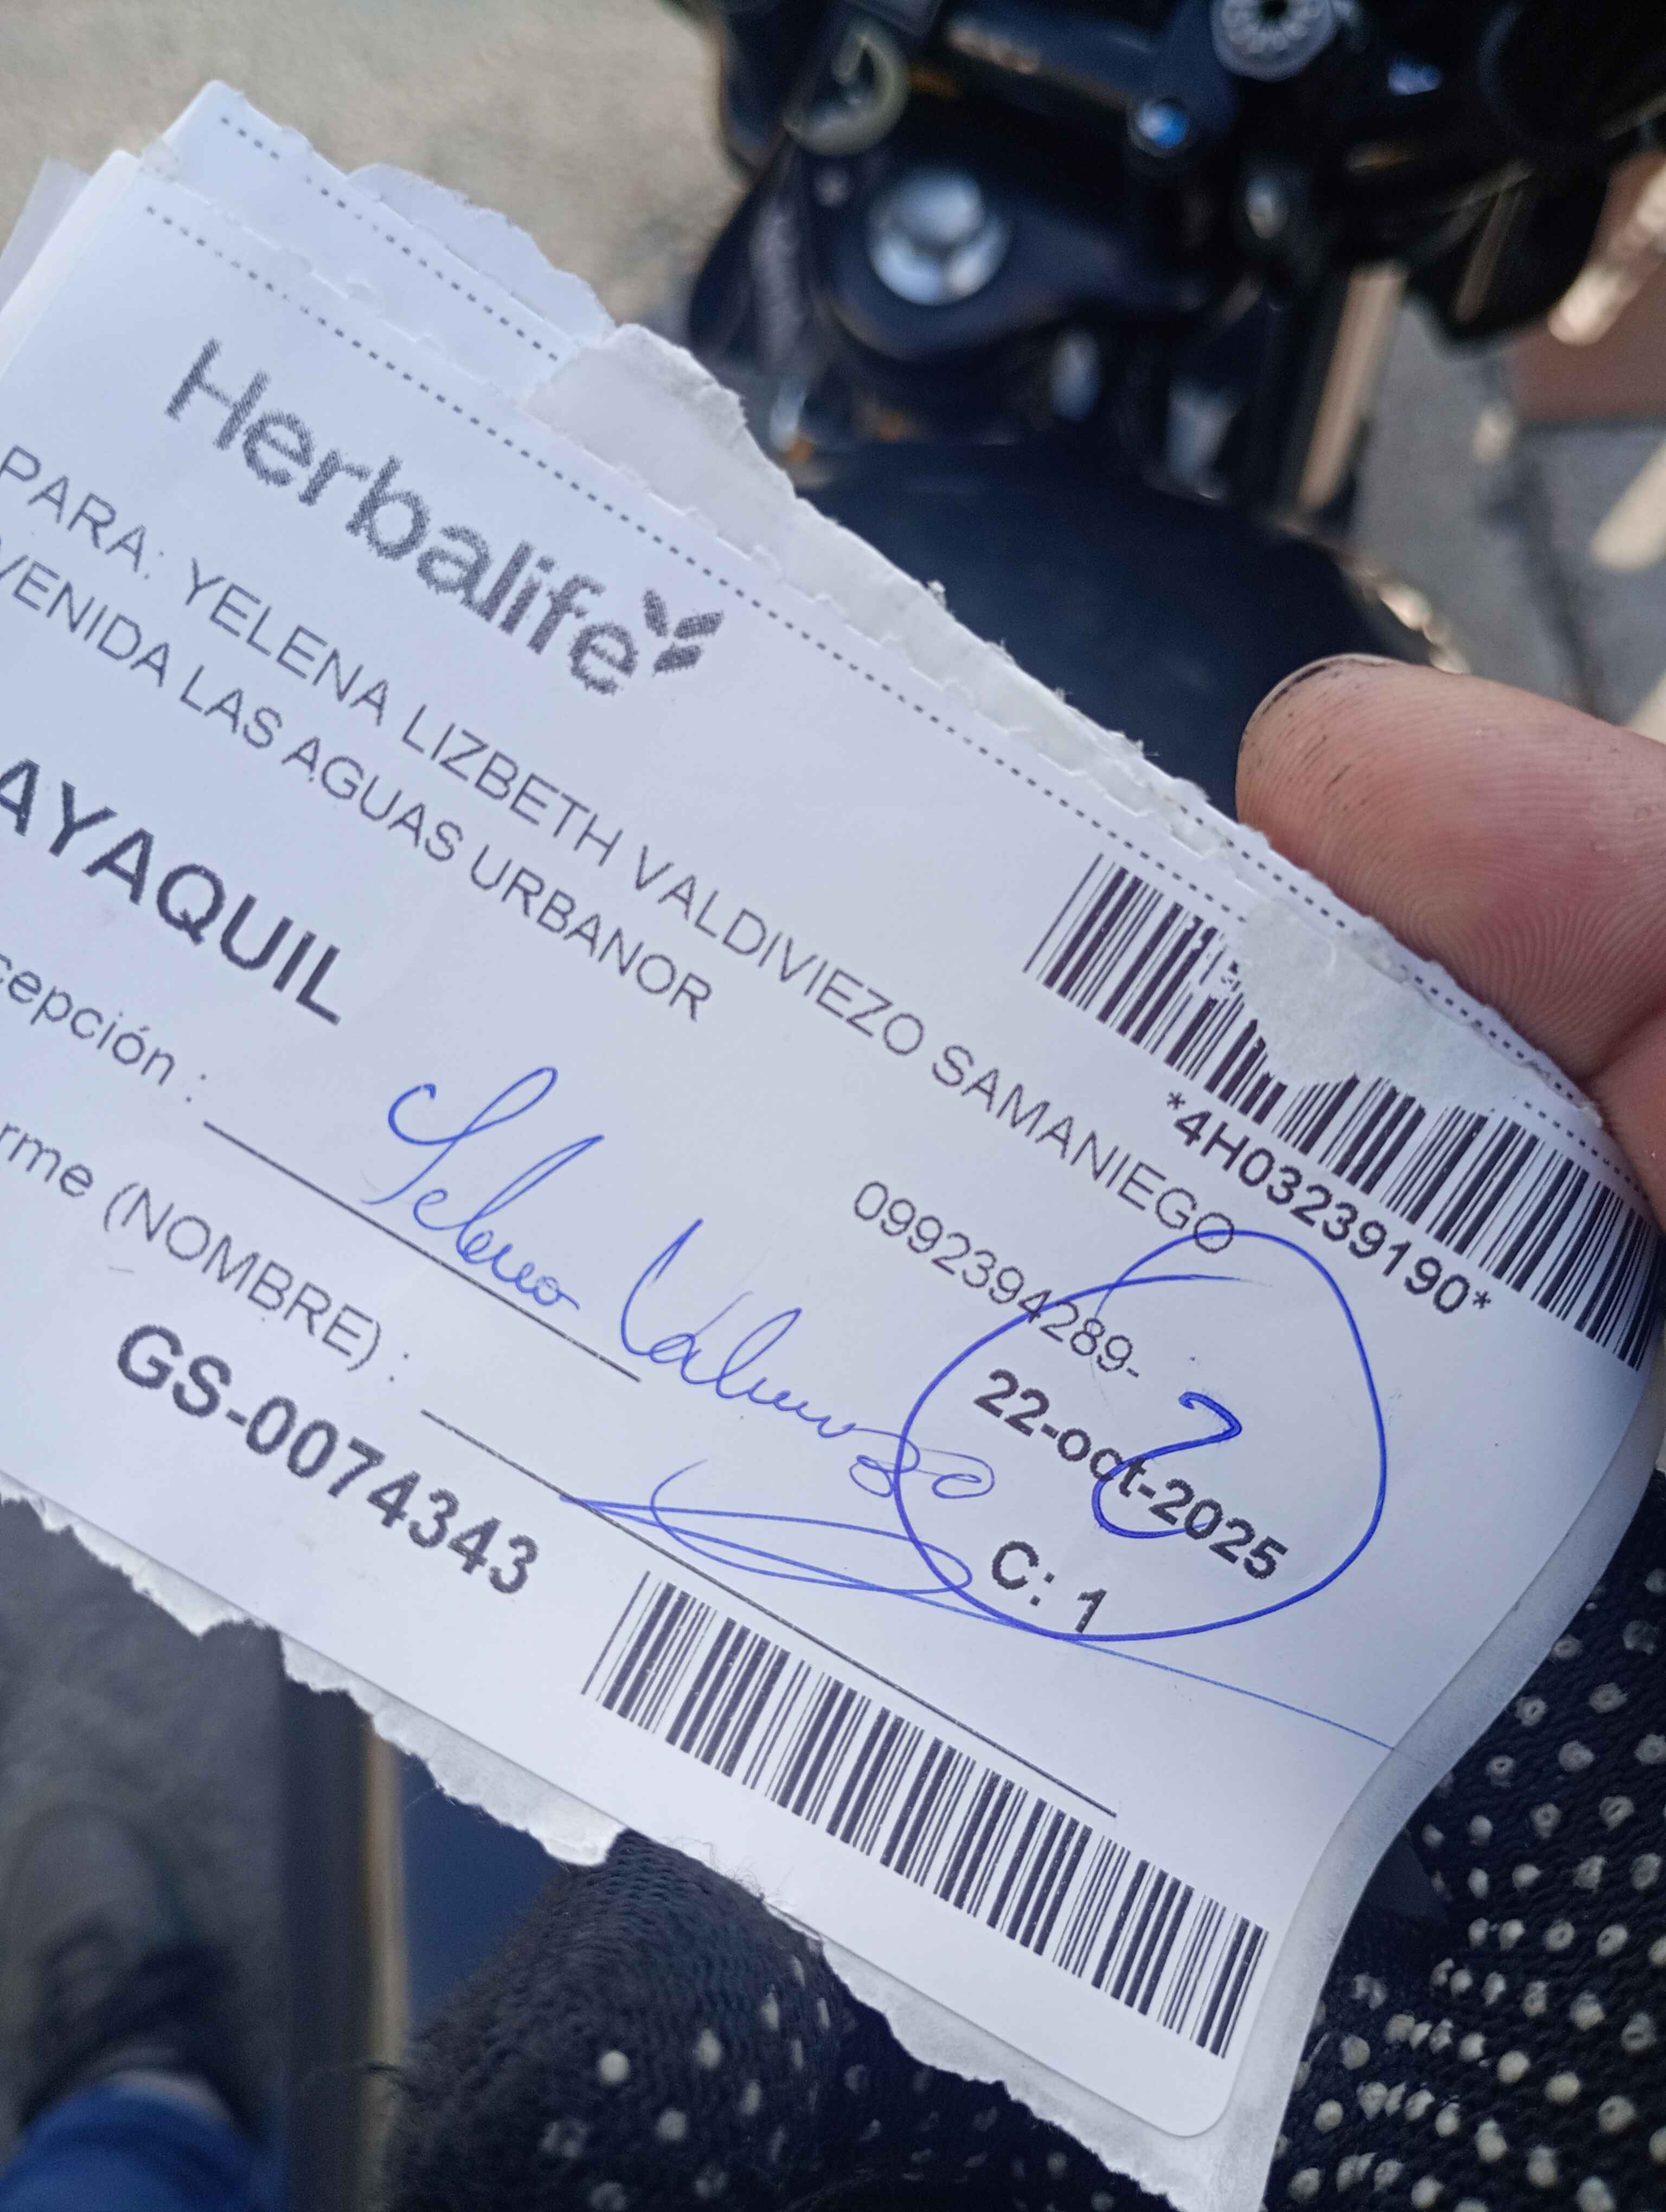 Herbalife
PARA: YELENA LIZBETH VALDIVIEZO SAMANIEGO
VENIDA LAS AGUAS URBANOR
*4H03239190*
0992394289-
AYAQUIL
22-oct-2025
2
cepción :
C: 1
rme (NOMBRE) :
GS-0074343